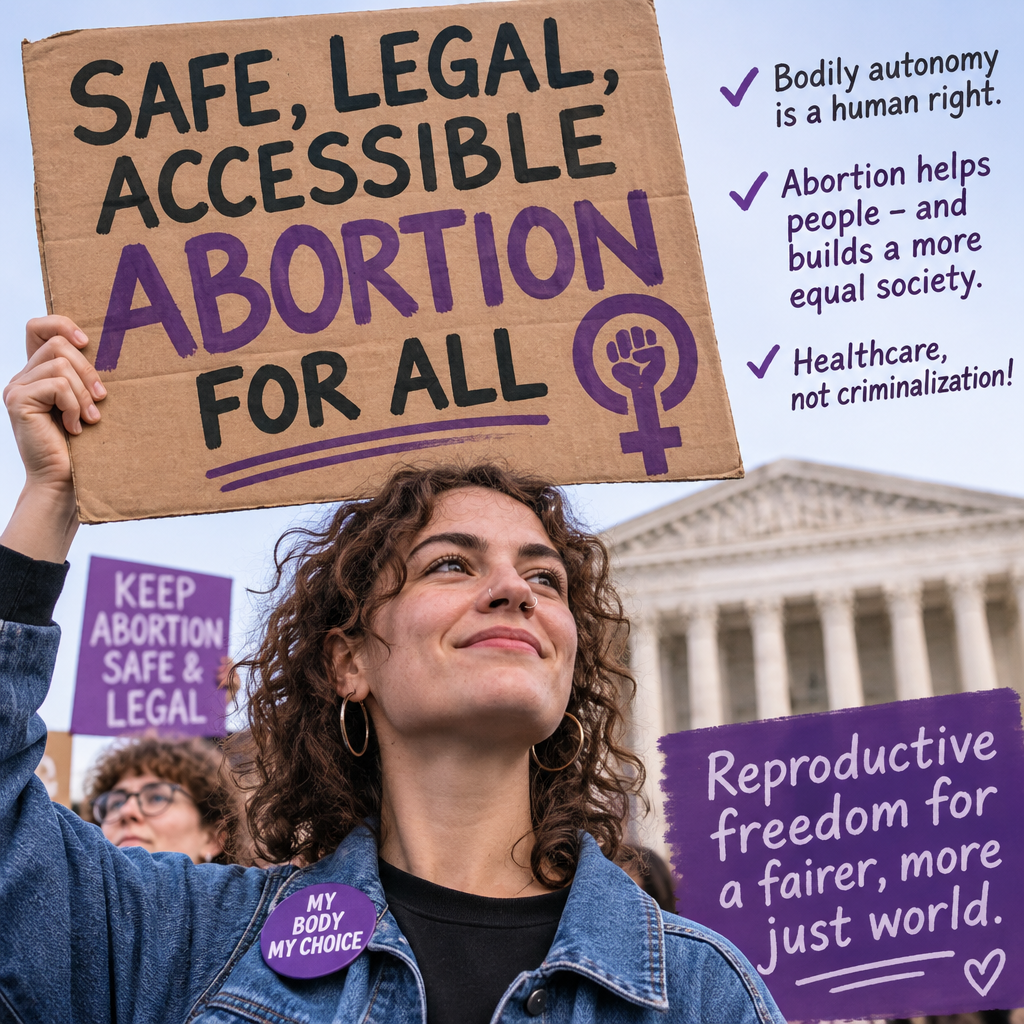 SAFE, LEGAL,
ACCESSIBLE
ABORTION
FOR ALL
✓ Bodily autonomy
is a human right.
✓ Abortion helps
people – and
builds a more
equal society.
✓ Healthcare,
not criminalization!
KEEP
ABORTION
SAFE &
LEGAL
Reproductive
freedom for
a fairer, more
just world.
MY
BODY
MY CHOICE